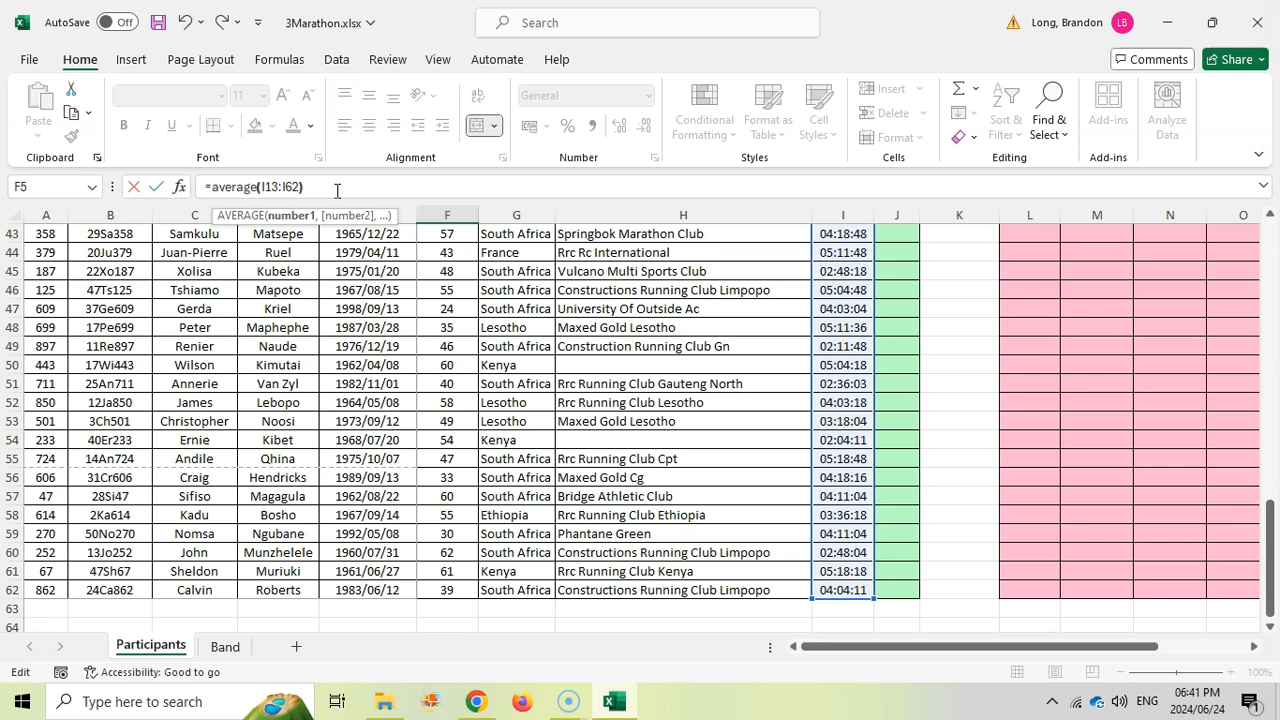 AutoSave Off 3Marathon.xlsx Search Long, Brandon LB
File Home Insert Page Layout Formulas Data Review View Automate Help Comments Share
Paste 11 General Conditional Formatting Format as Table Cell Styles Insert Delete Format Sort & Filter Find & Select Add-ins Analyze Data
Clipboard Font Alignment Number Styles Cells Editing Add-ins
F5 =average(I13:I62)
AVERAGE(number1, [number2], ...)
A B C F G H I J K L M N O
43 358 29Sa358 Samkulu Matsepe 1965/12/22 57 South Africa Springbok Marathon Club 04:18:48
44 379 20Ju379 Juan-Pierre Ruel 1979/04/11 43 France Rrc Rc International 05:11:48
45 187 22Xo187 Xolisa Kubeka 1975/01/20 48 South Africa Vulcano Multi Sports Club 02:48:18
46 125 47Ts125 Tshiamo Mapoto 1967/08/15 55 South Africa Constructions Running Club Limpopo 05:04:48
47 609 37Ge609 Gerda Kriel 1998/09/13 24 South Africa University Of Outside Ac 04:03:04
48 699 17Pe699 Peter Maphephe 1987/03/28 35 Lesotho Maxed Gold Lesotho 05:11:36
49 897 11Re897 Renier Naude 1976/12/19 46 South Africa Construction Running Club Gn 02:11:48
50 443 17Wi443 Wilson Kimutai 1962/04/08 60 Kenya 05:04:18
51 711 25An711 Annerie Van Zyl 1982/11/01 40 South Africa Rrc Running Club Gauteng North 02:36:03
52 850 12Ja850 James Lebopo 1964/05/08 58 Lesotho Rrc Running Club Lesotho 04:03:18
53 501 3Ch501 Christopher Noosi 1973/09/12 49 Lesotho Maxed Gold Lesotho 03:18:04
54 233 40Er233 Ernie Kibet 1968/07/20 54 Kenya 02:04:11
55 724 14An724 Andile Qhina 1975/10/07 47 South Africa Rrc Running Club Cpt 05:18:48
56 606 31Cr606 Craig Hendricks 1989/09/13 33 South Africa Maxed Gold Cg 04:18:16
57 47 28Si47 Sifiso Magagula 1962/08/22 60 South Africa Bridge Athletic Club 04:11:04
58 614 2Ka614 Kadu Bosho 1967/09/14 55 Ethiopia Rrc Running Club Ethiopia 03:36:18
59 270 50No270 Nomsa Ngubane 1992/05/08 30 South Africa Phantane Green 04:11:04
60 252 13Jo252 John Munzhelele 1960/07/31 62 South Africa Constructions Running Club Limpopo 02:48:04
61 67 47Sh67 Sheldon Muriuki 1961/06/27 61 Kenya Rrc Running Club Kenya 05:18:18
62 862 24Ca862 Calvin Roberts 1983/06/12 39 South Africa Constructions Running Club Limpopo 04:04:11
63
64
Participants Band
Edit Accessibility: Good to go 100%
Type here to search ENG 06:41 PM
2024/06/24